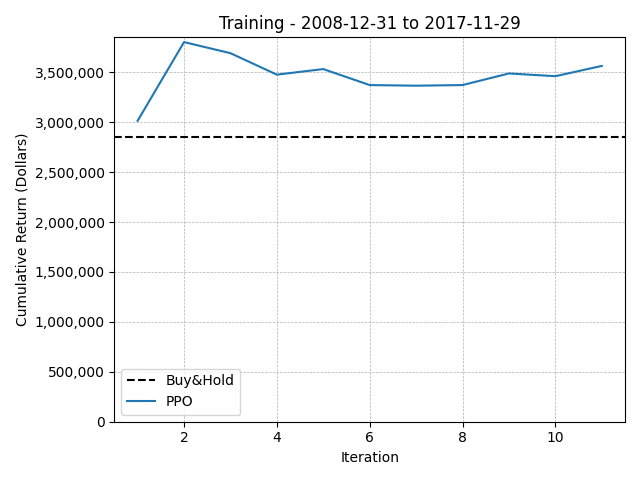 Training - 2008-12-31 to 2017-11-29
Cumulative Return (Dollars)
3,500,000
3,000,000
2,500,000
2,000,000
1,500,000
1,000,000
500,000
0
Buy&Hold
PPO
2 4 6 8 10
Iteration